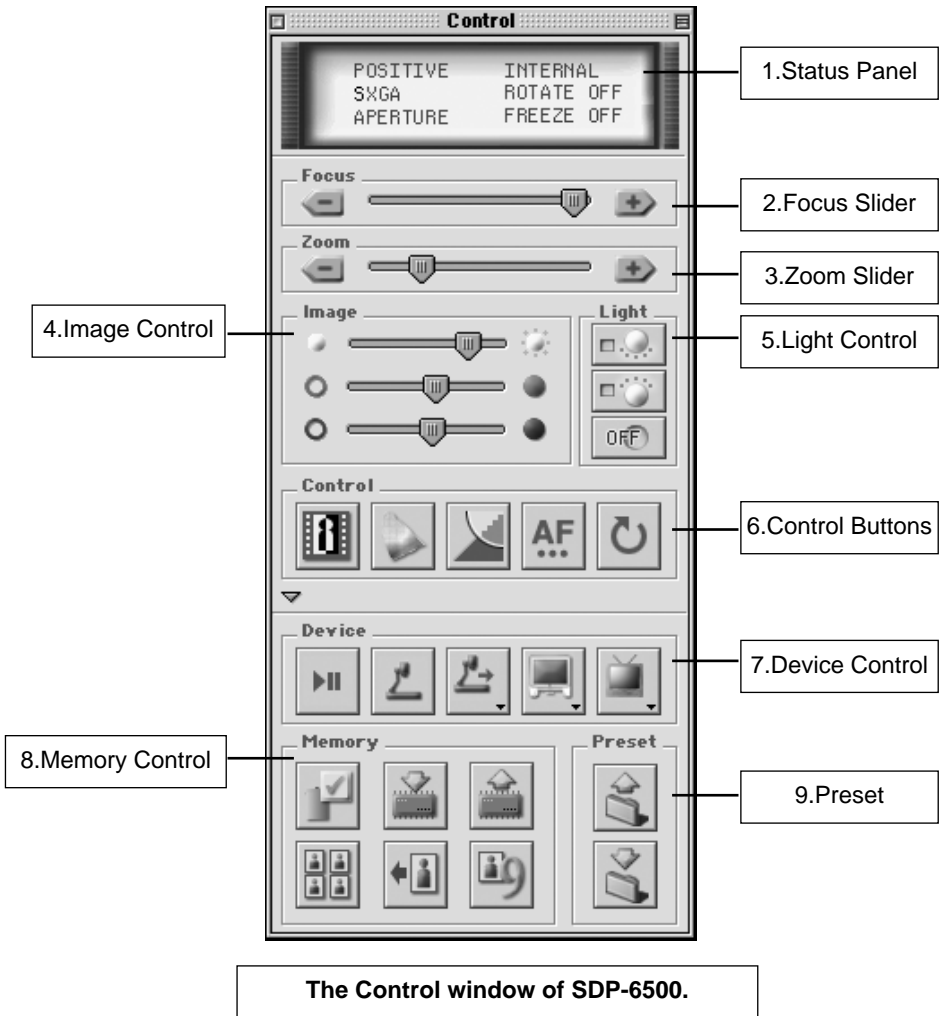 Control
POSITIVE INTERNAL
SXGA ROTATE OFF
APERTURE FREEZE OFF
1.Status Panel
Focus
2.Focus Slider
Zoom
3.Zoom Slider
4.Image Control
Image
Light
5.Light Control
OFF
Control
AF
6.Control Buttons
Device
7.Device Control
8.Memory Control
Memory
Preset
9.Preset
The Control window of SDP-6500.